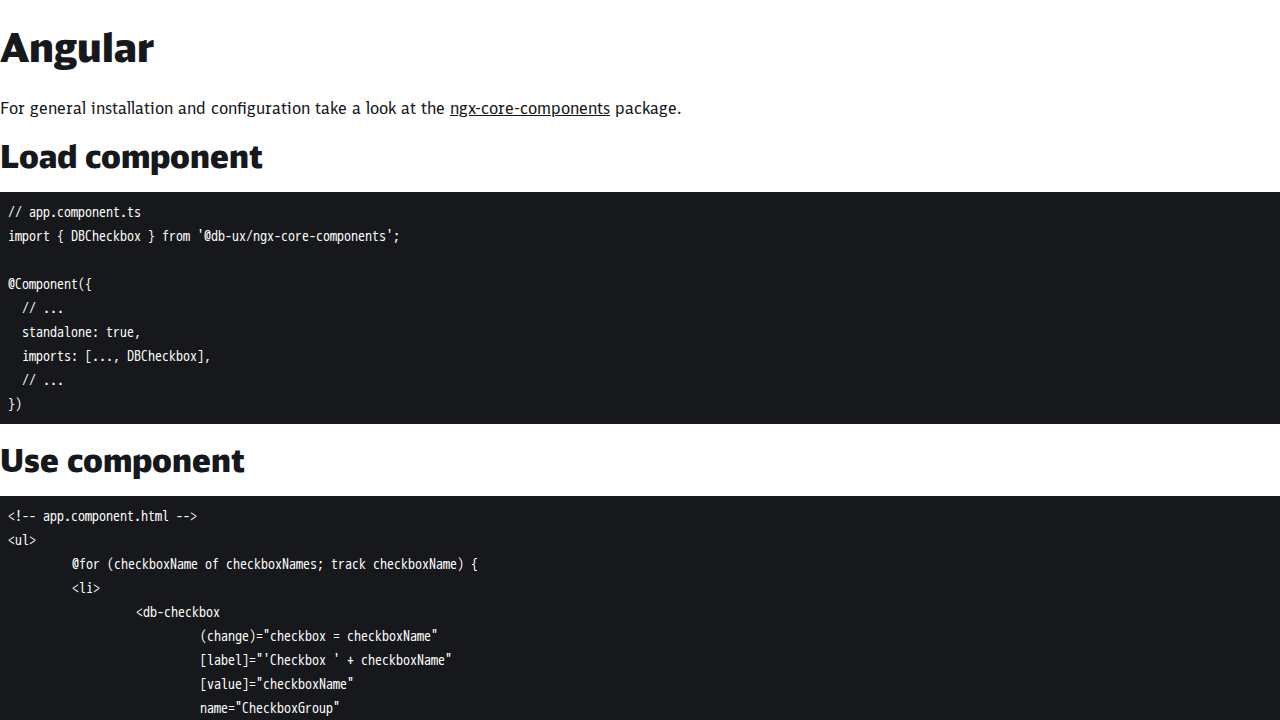 Angular
For general installation and configuration take a look at the ngx-core-components package.
Load component
// app.component.ts
import { DBCheckbox } from '@db-ux/ngx-core-components';
@Component({
  // ...
  standalone: true,
  imports: [..., DBCheckbox],
  // ...
})
Use component
<!-- app.component.html -->
<ul>
	@for (checkboxName of checkboxNames; track checkboxName) {
	<li>
		<db-checkbox
			(change)="checkbox = checkboxName"
			[label]="'Checkbox ' + checkboxName"
			[value]="checkboxName"
			name="CheckboxGroup"